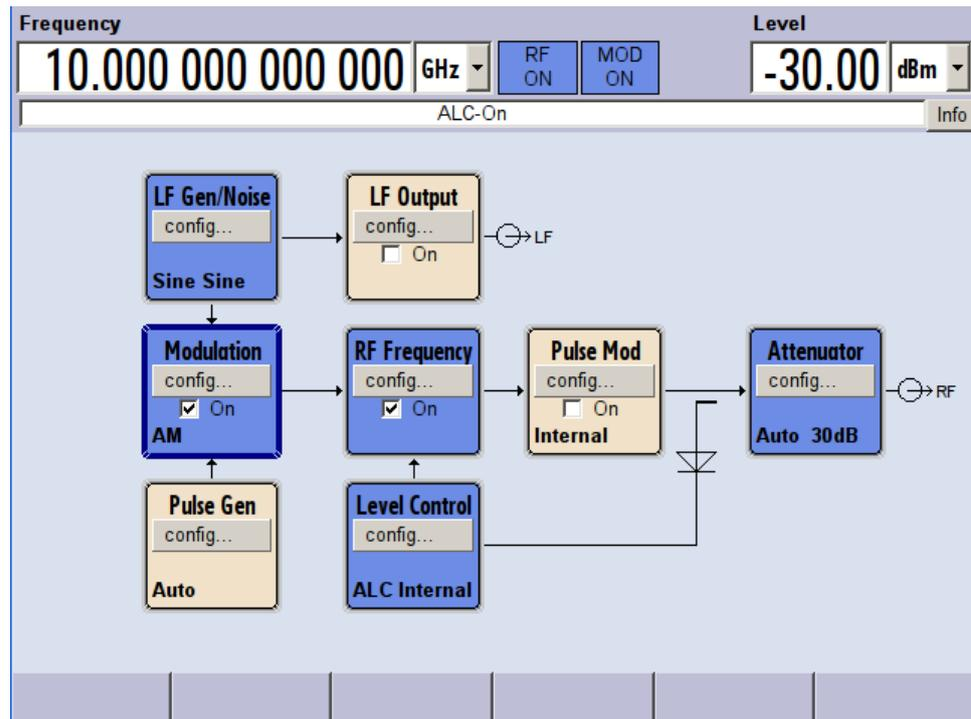 Frequency
Level
10.000 000 000 000 GHz
RF ON
MOD ON
-30.00 dBm
ALC-On
Info
LF Gen/Noise
config...
Sine Sine
LF Output
config...
On
LF
Modulation
config...
On
AM
RF Frequency
config...
On
Pulse Mod
config...
On
Internal
Attenuator
config...
Auto 30dB
RF
Pulse Gen
config...
Auto
Level Control
config...
ALC Internal